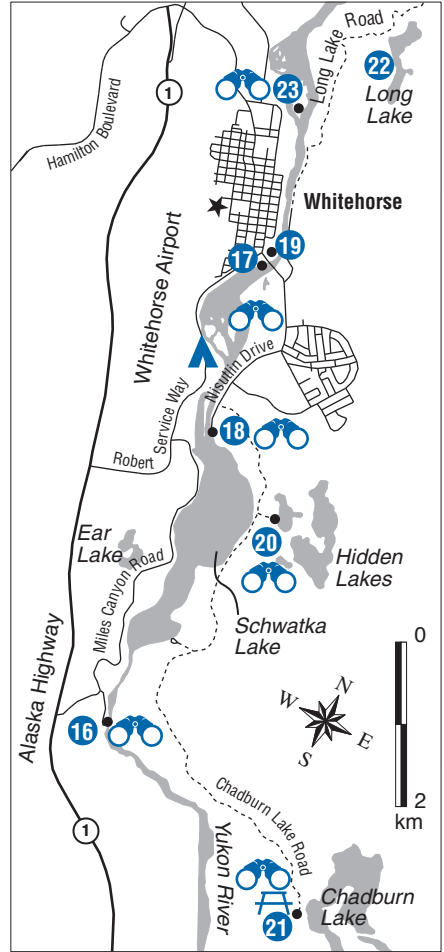 Long Lake Road
22
Long
Lake
1
23
Hamilton Boulevard
Whitehorse
Whitehorse Airport
19
17
Nisutlin Drive
Robert Service Way
18
Ear
Lake
20
Hidden
Lakes
Miles Canyon Road
Schwatka
Lake
0
2
km
N
W
E
S
Alaska Highway
16
Chadburn Lake Road
1
Yukon River
21
Chadburn
Lake